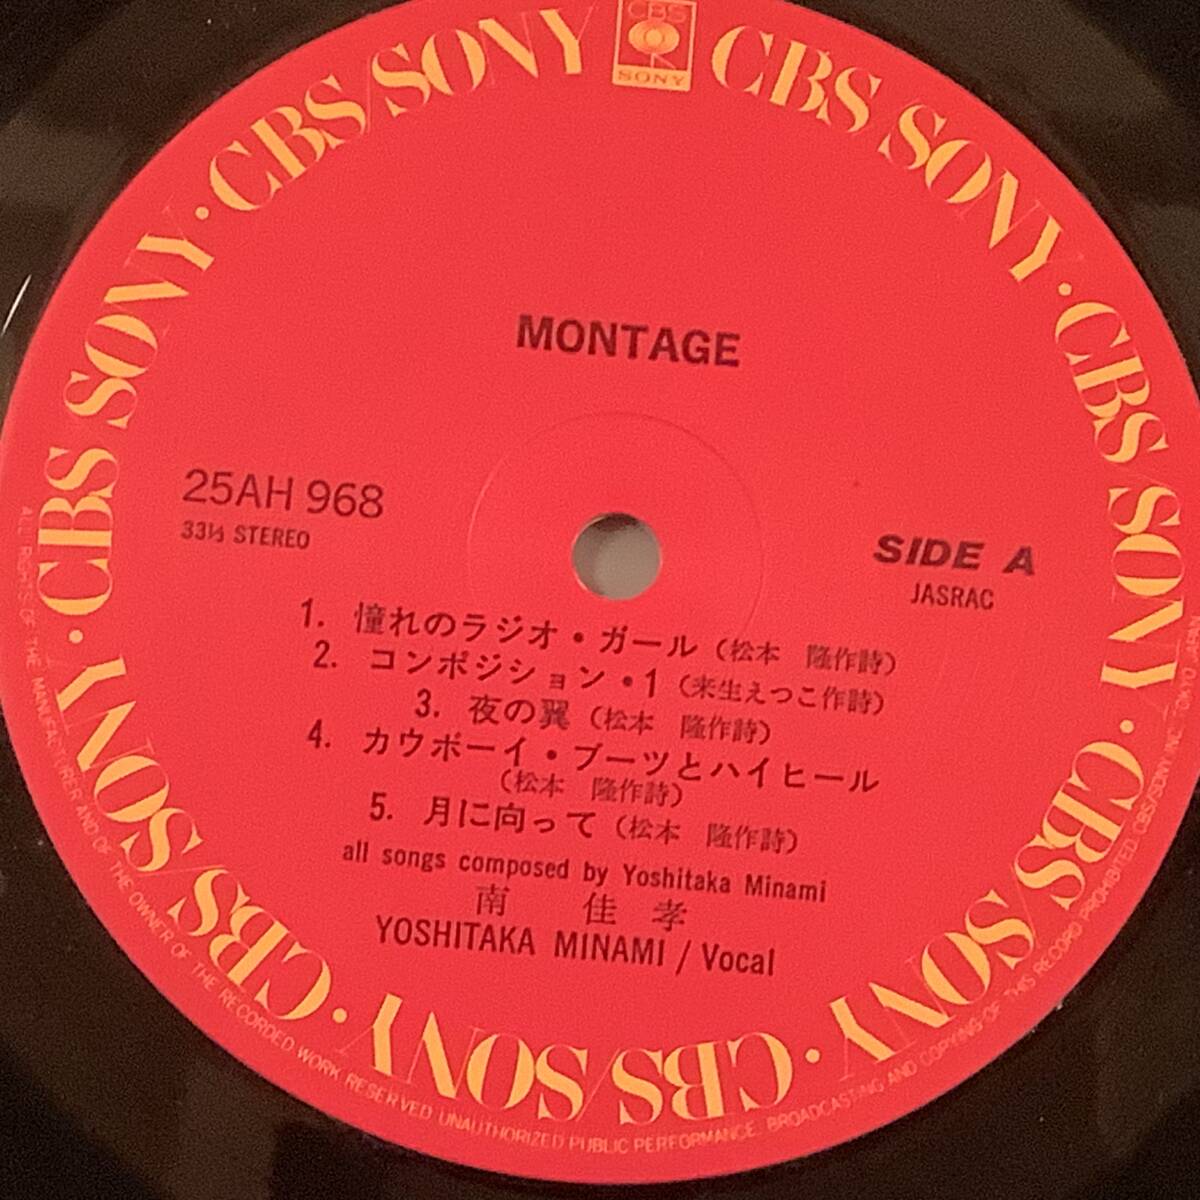 CBS
SONY
CBS SONY · CBS/SONY · CBS/SONY · CBS/SONY · CBS/SONY · CBS/SONY · CBS SONY · CBS/SONY
MONTAGE
25AH 968
33⅓ STEREO
SIDE A
JASRAC
1. 憧れのラジオ・ガール（松本 隆作詩）
2. コンポジション・1（来生えつこ作詩）
3. 夜の翼（松本 隆作詩）
4. カウボーイ・ブーツとハイヒール
（松本 隆作詩）
5. 月に向って（松本 隆作詩）
all songs composed by Yoshitaka Minami
南 佳孝
YOSHITAKA MINAMI / Vocal
ALL RIGHTS OF THE MANUFACTURER AND OF THE OWNER OF THE RECORDED WORK RESERVED UNAUTHORIZED PUBLIC PERFORMANCE, BROADCASTING AND COPYING OF THIS RECORD PROHIBITED. CBS/SONY INC. TOKYO JAPAN